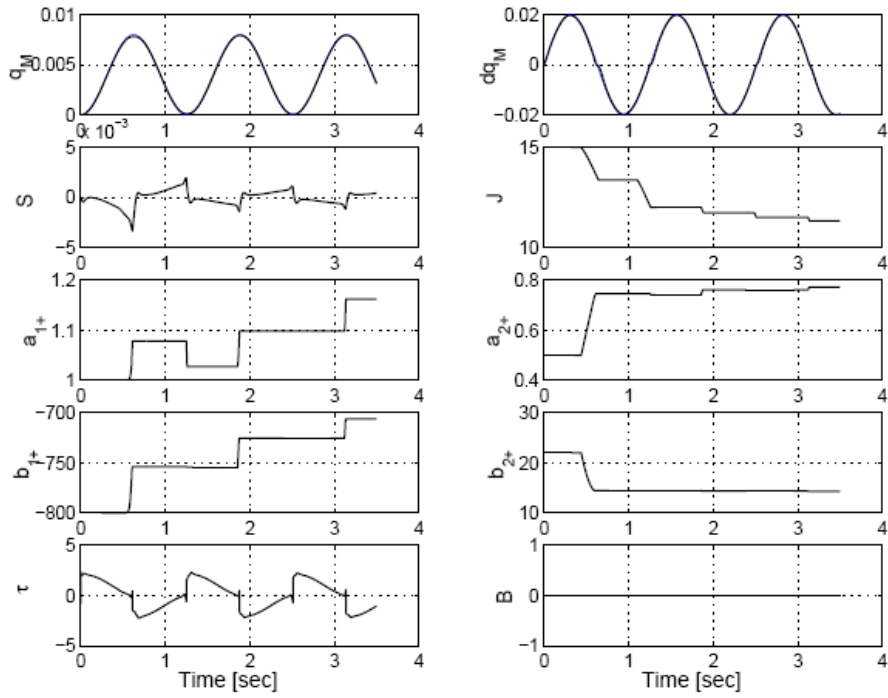 0.01
0.005
0
q_M
0 1 2 3 4
x 10^-3
0.02
0
-0.02
dq_M
0 1 2 3 4
5
0
-5
S
0 1 2 3 4
15
10
J
0 1 2 3 4
1.2
1.1
1
a_1+
0 1 2 3 4
0.8
0.6
0.4
a_2+
0 1 2 3 4
-700
-750
-800
b_1+
0 1 2 3 4
30
20
10
b_2+
0 1 2 3 4
5
0
-5
τ
0 1 2 3 4
Time [sec]
1
0
-1
B
0 1 2 3 4
Time [sec]